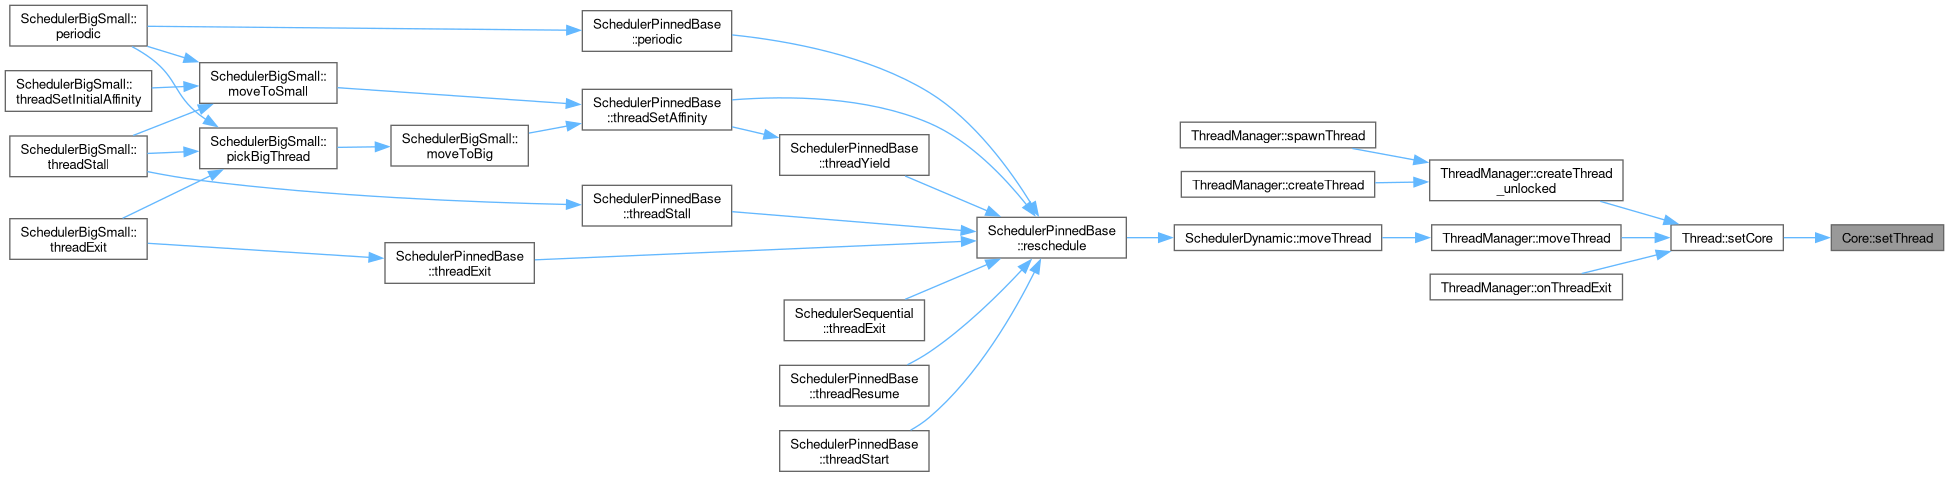 SchedulerBigSmall::
periodic
SchedulerBigSmall::
threadSetInitialAffinity
SchedulerBigSmall::
threadStall
SchedulerBigSmall::
threadExit
SchedulerBigSmall::
moveToSmall
SchedulerBigSmall::
pickBigThread
SchedulerBigSmall::
moveToBig
SchedulerPinnedBase
::threadExit
SchedulerPinnedBase
::periodic
SchedulerPinnedBase
::threadSetAffinity
SchedulerPinnedBase
::threadStall
SchedulerPinnedBase
::threadYield
SchedulerSequential
::threadExit
SchedulerPinnedBase
::threadResume
SchedulerPinnedBase
::threadStart
SchedulerPinnedBase
::reschedule
ThreadManager::spawnThread
ThreadManager::createThread
SchedulerDynamic::moveThread
ThreadManager::createThread
_unlocked
ThreadManager::moveThread
ThreadManager::onThreadExit
Thread::setCore
Core::setThread